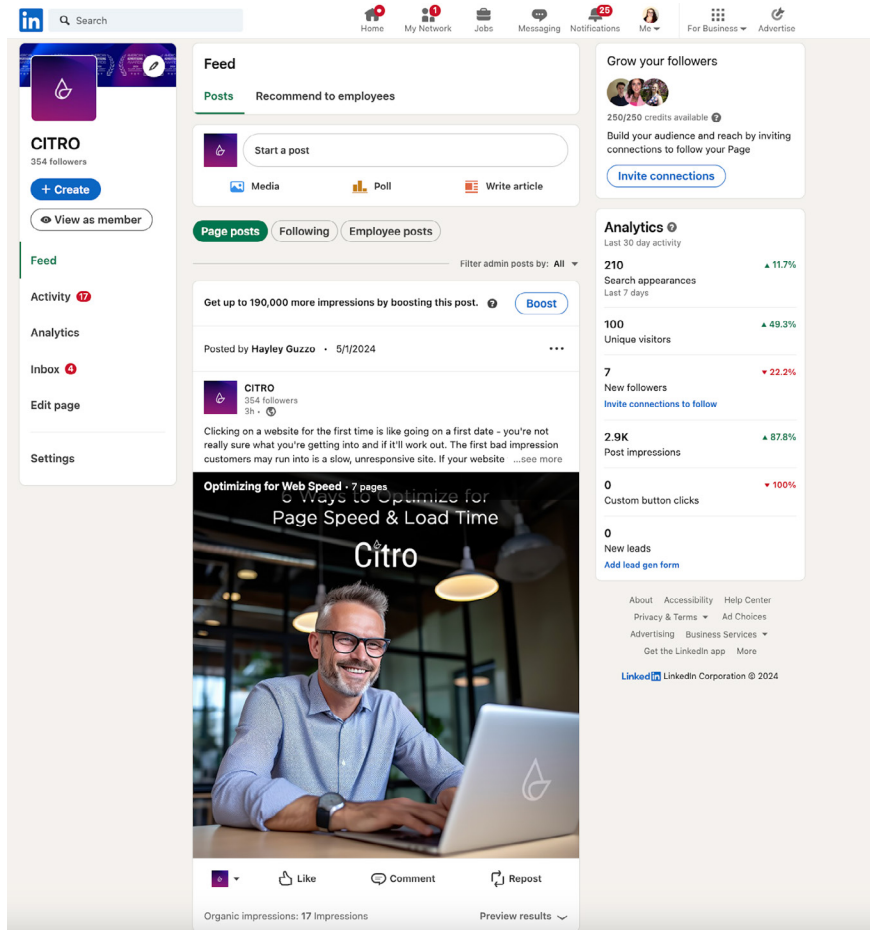 in
Search
Home
My Network
1
Jobs
Messaging
Notifications
25
Me
For Business
Advertise
CITRO
354 followers
+ Create
View as member
Feed
Activity 17
Analytics
Inbox 4
Edit page
Settings
Feed
Posts Recommend to employees
Start a post
Media Poll Write article
Page posts Following Employee posts
Filter admin posts by: All
Get up to 190,000 more impressions by boosting this post. ? Boost
Posted by Hayley Guzzo • 5/1/2024
CITRO
354 followers
3h •
Clicking on a website for the first time is like going on a first date - you're not
really sure what you're getting into and if it'll work out. The first bad impression
customers may run into is a slow, unresponsive site. If your website ...see more
Optimizing for Web Speed · 7 pages
6 Ways to Optimize for
Page Speed & Load Time
Citro
Like Comment Repost
Organic impressions: 17 Impressions Preview results
Grow your followers
250/250 credits available ?
Build your audience and reach by inviting
connections to follow your Page
Invite connections
Analytics ?
Last 30 day activity
210 ▲ 11.7%
Search appearances
Last 7 days
100 ▲ 49.3%
Unique visitors
7 ▼ 22.2%
New followers
Invite connections to follow
2.9K ▲ 87.8%
Post impressions
0 ▼ 100%
Custom button clicks
0
New leads
Add lead gen form
About Accessibility Help Center
Privacy & Terms Ad Choices
Advertising Business Services
Get the LinkedIn app More
Linked in LinkedIn Corporation © 2024